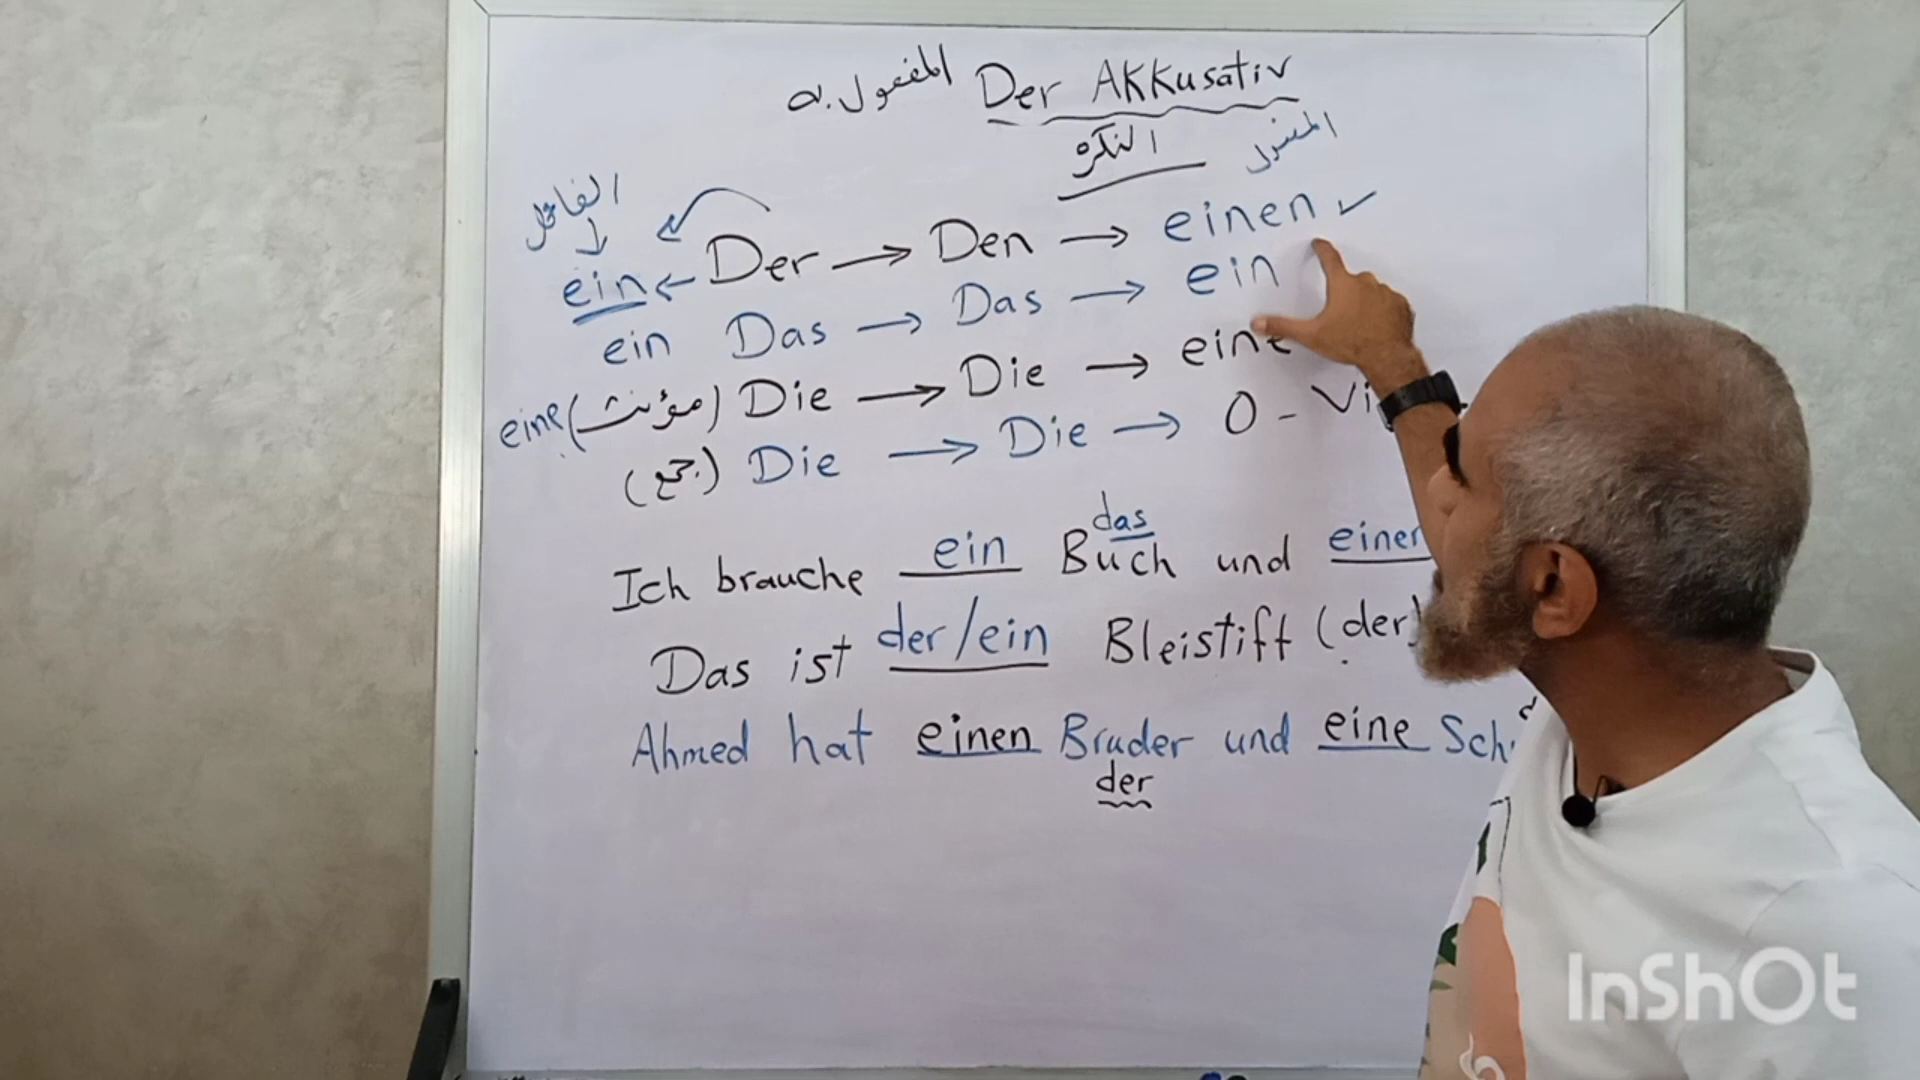 Der Akkusativ المفعول به
النكرة
الفاعل المفعول
ein ← Der → Den → einen ✓
ein Das → Das → ein
eine (مؤنث) Die → Die → eine
(جمع) Die → Die → 0 - Vi
das
Ich brauche ein Buch und einen
Das ist der/ein Bleistift (der)
Ahmed hat einen Bruder und eine Sch
der
InShOt